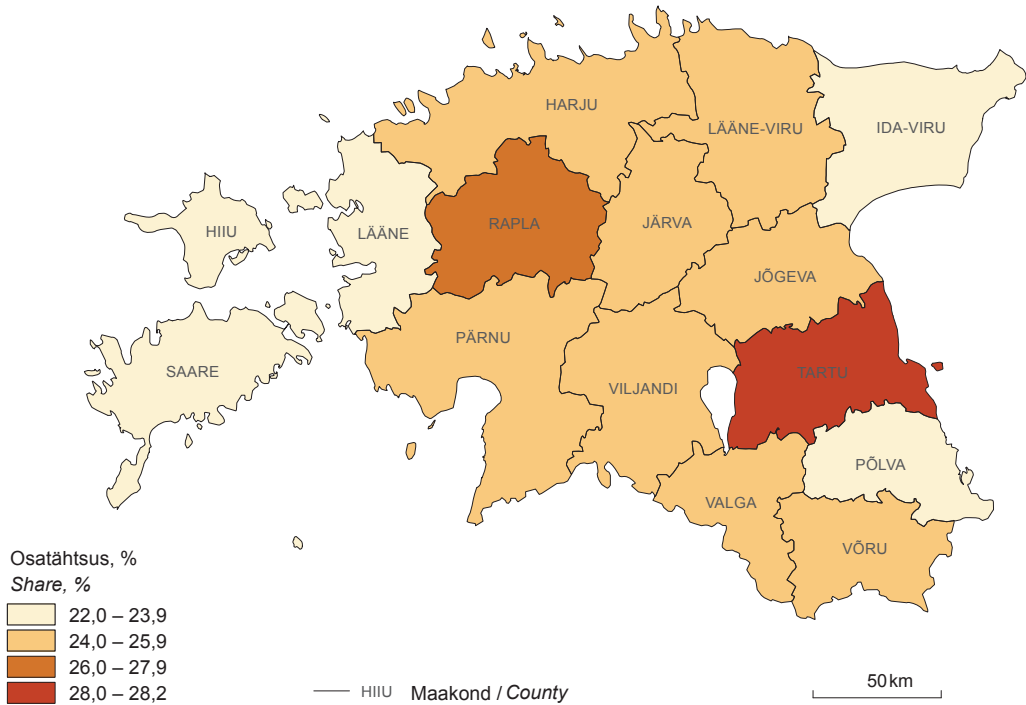 HARJU
LÄÄNE-VIRU
IDA-VIRU
HIIU
LÄÄNE
RAPLA
JÄRVA
JÕGEVA
PÄRNU
SAARE
VILJANDI
TARTU
PÕLVA
VALGA
VÕRU
Osatähtsus, %
Share, %
22,0 – 23,9
24,0 – 25,9
26,0 – 27,9
28,0 – 28,2
HIIU Maakond / County
50 km